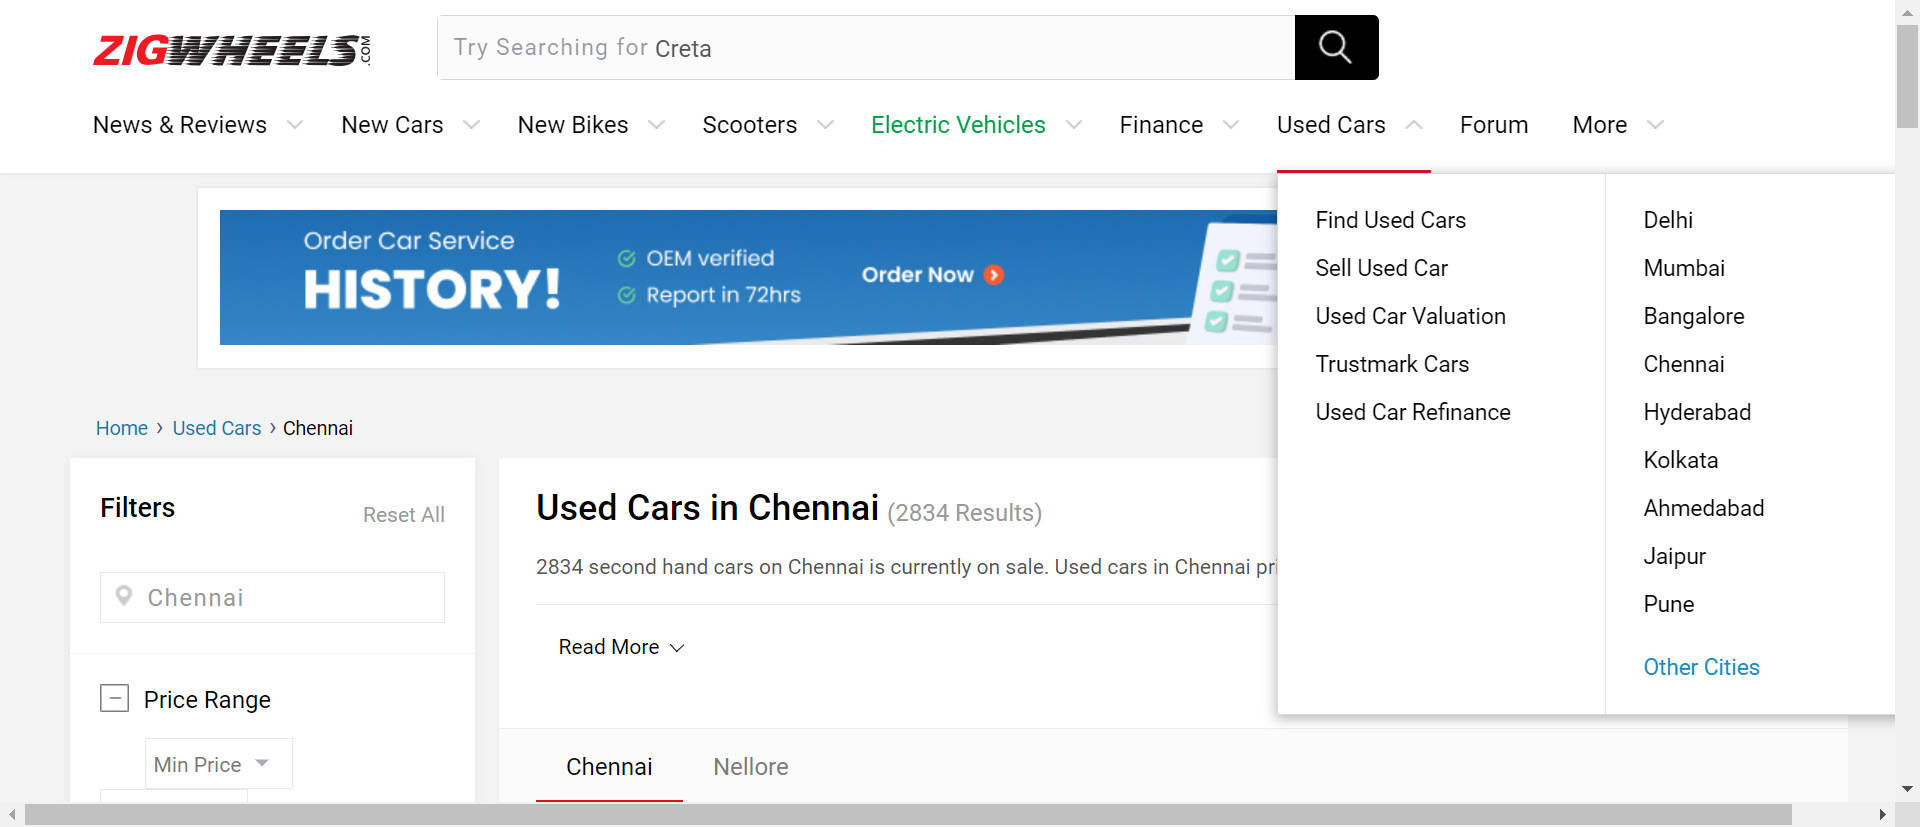 ZIGWHEELS.COM
Try Searching for Creta
News & Reviews New Cars New Bikes Scooters Electric Vehicles Finance Used Cars Forum More
Order Car Service
HISTORY!
OEM verified
Report in 72hrs
Order Now
Find Used Cars
Sell Used Car
Used Car Valuation
Trustmark Cars
Used Car Refinance
Delhi
Mumbai
Bangalore
Chennai
Hyderabad
Kolkata
Ahmedabad
Jaipur
Pune
Other Cities
Home › Used Cars › Chennai
Filters
Reset All
Chennai
Price Range
Min Price
Used Cars in Chennai (2834 Results)
2834 second hand cars on Chennai is currently on sale. Used cars in Chennai pri
Read More
Chennai Nellore